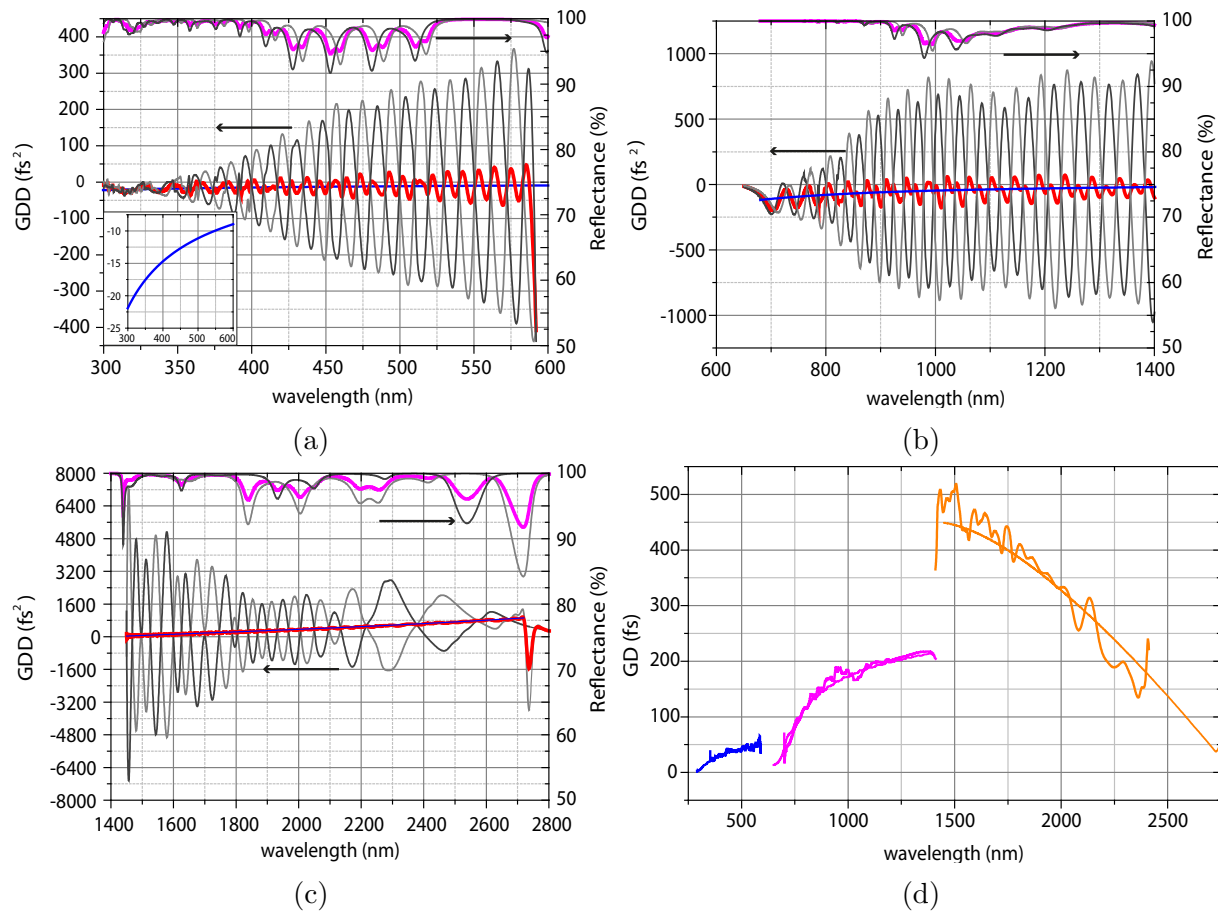 400
300
200
100
0
-100
-200
-300
-400
GDD (fs²)
100
90
80
70
60
50
Reflectance (%)
-10
-15
-20
-25
300 400 500 600
300 350 400 450 500 550 600
wavelength (nm)
(a)
1000
750
500
250
0
-250
-500
-1000
GDD (fs²)
100
90
80
70
60
50
Reflectance (%)
600 800 1000 1200 1400
wavelength (nm)
(b)
8000
6400
4800
3200
1600
0
-1600
-3200
-4800
-6400
-8000
GDD (fs²)
100
90
80
70
60
50
Reflectance (%)
1400 1600 1800 2000 2200 2400 2600 2800
wavelength (nm)
(c)
500
400
300
200
100
0
GD (fs)
500 1000 1500 2000 2500
wavelength (nm)
(d)